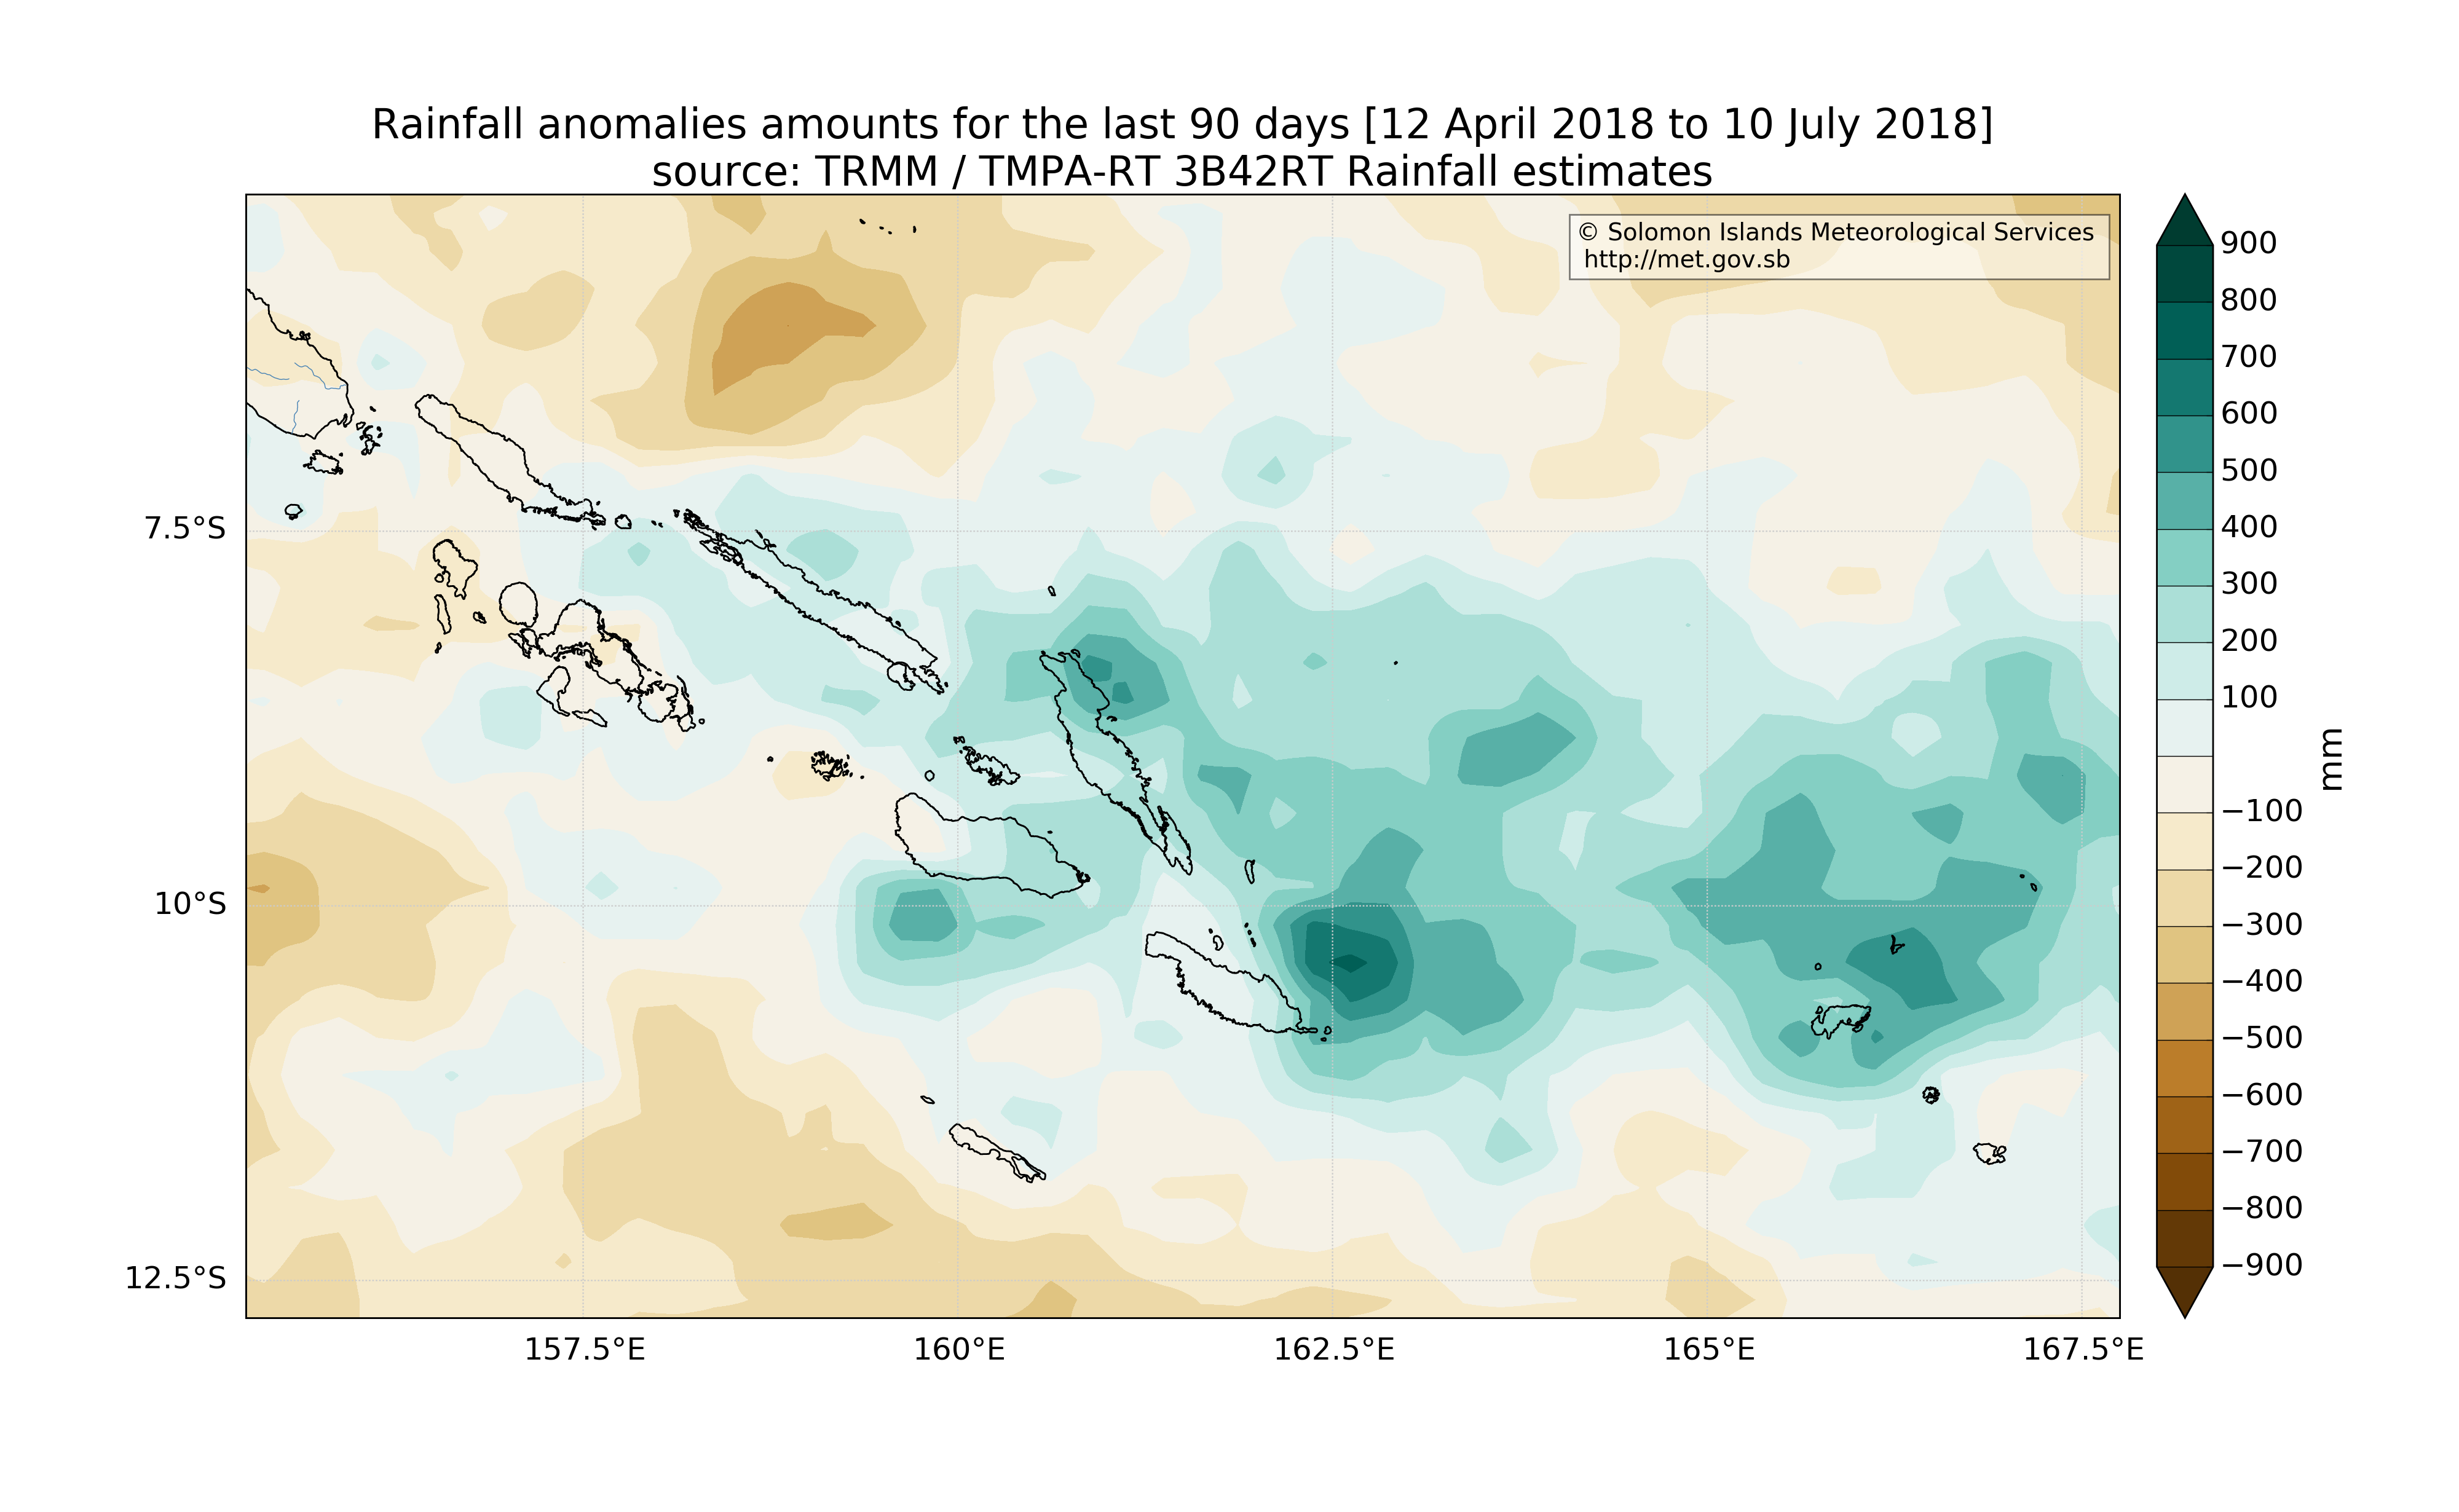 Rainfall anomalies amounts for the last 90 days [12 April 2018 to 10 July 2018]
source: TRMM / TMPA-RT 3B42RT Rainfall estimates
© Solomon Islands Meteorological Services
http://met.gov.sb
7.5°S
10°S
12.5°S
157.5°E
160°E
162.5°E
165°E
167.5°E
900
800
700
600
500
400
300
200
100
−100
−200
−300
−400
−500
−600
−700
−800
−900
mm